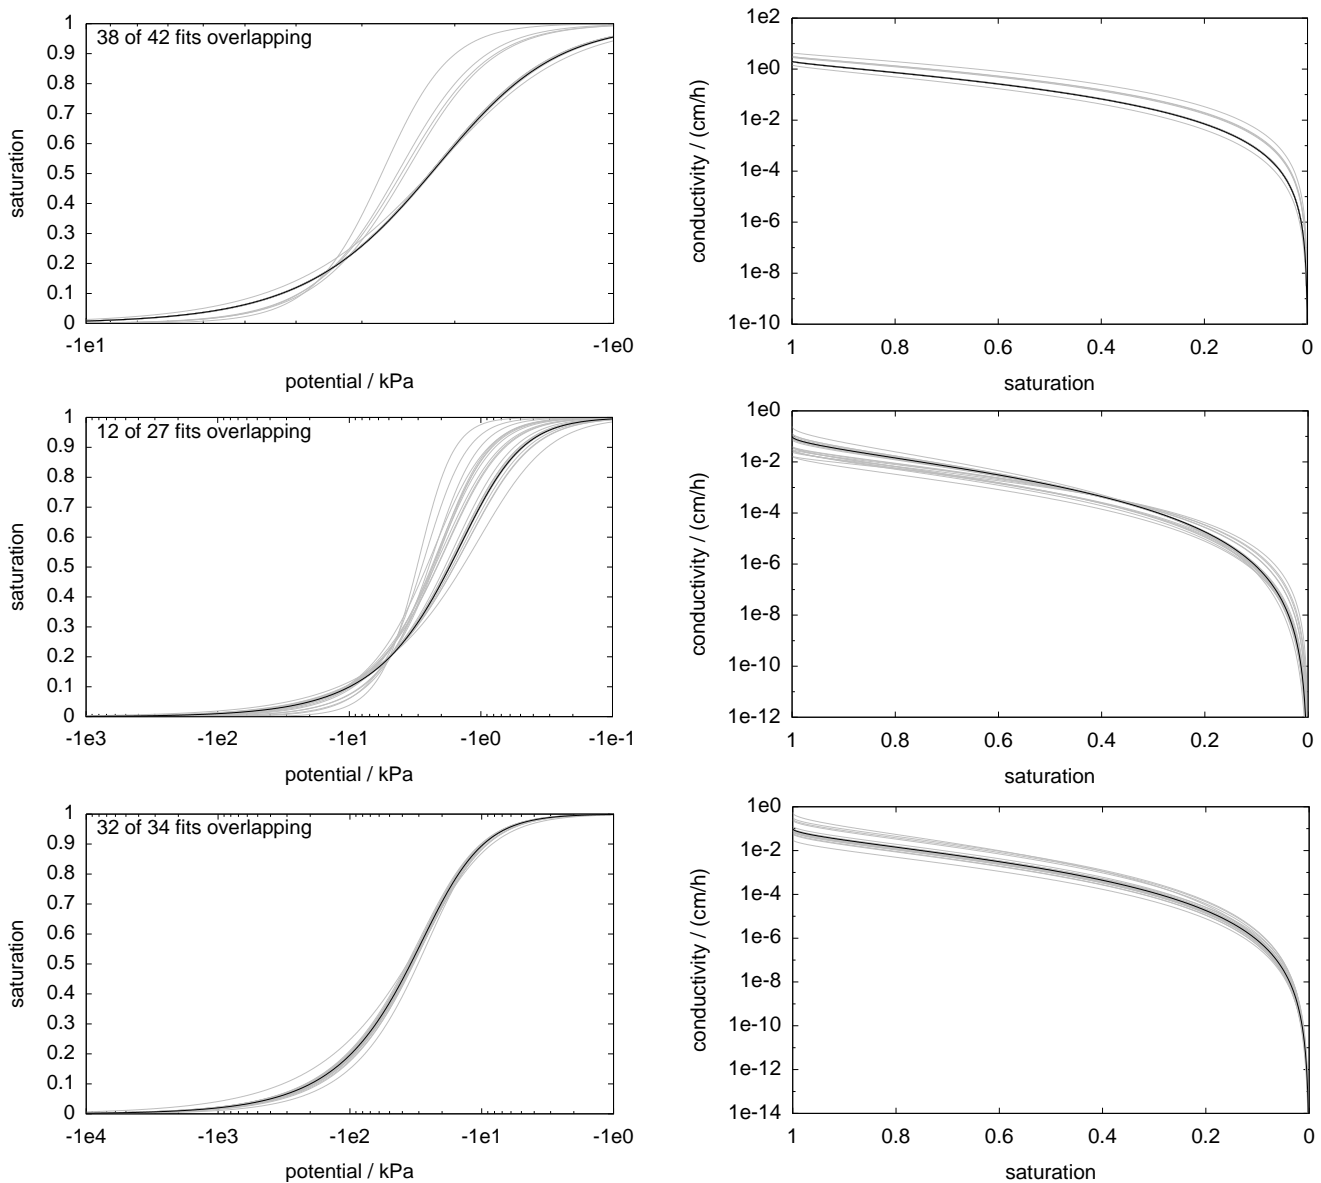 38 of 42 fits overlapping
1
0.9
0.8
0.7
0.6
0.5
0.4
0.3
0.2
0.1
0
saturation
-1e1 -1e0
potential / kPa
1e2
1e0
1e-2
1e-4
1e-6
1e-8
1e-10
conductivity / (cm/h)
1 0.8 0.6 0.4 0.2 0
saturation
12 of 27 fits overlapping
1
0.9
0.8
0.7
0.6
0.5
0.4
0.3
0.2
0.1
0
saturation
-1e3 -1e2 -1e1 -1e0 -1e-1
potential / kPa
1e0
1e-2
1e-4
1e-6
1e-8
1e-10
1e-12
conductivity / (cm/h)
1 0.8 0.6 0.4 0.2 0
saturation
32 of 34 fits overlapping
1
0.9
0.8
0.7
0.6
0.5
0.4
0.3
0.2
0.1
0
saturation
-1e4 -1e3 -1e2 -1e1 -1e0
potential / kPa
1e0
1e-2
1e-4
1e-6
1e-8
1e-10
1e-12
1e-14
conductivity / (cm/h)
1 0.8 0.6 0.4 0.2 0
saturation